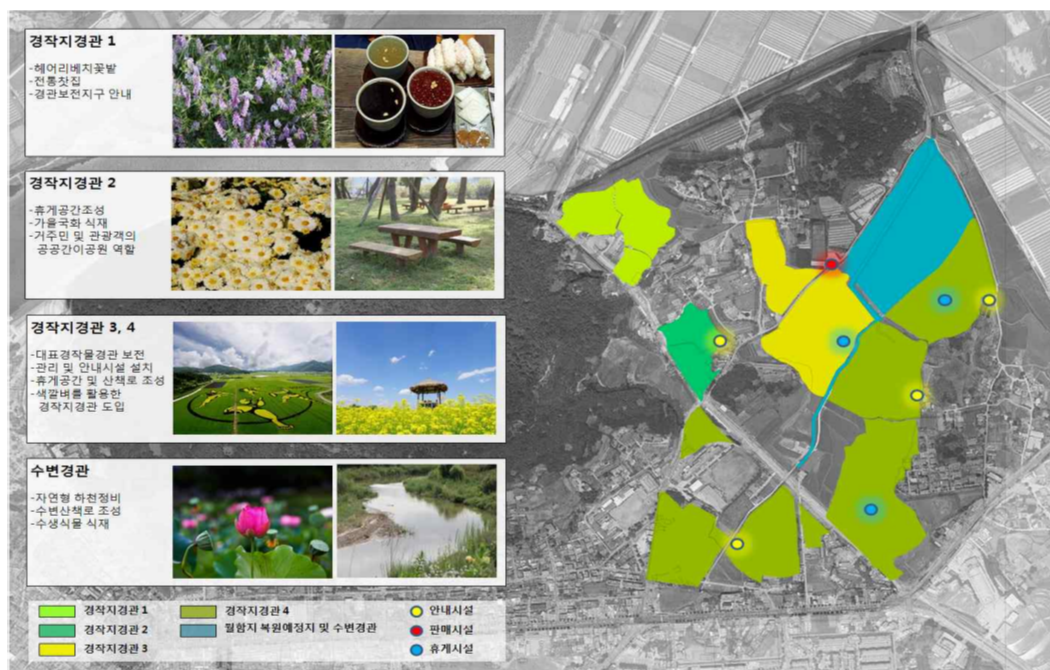 경작지경관 1
-헤어리베지꽃밭
-전통찻집
-경관보전지구 안내
경작지경관 2
-휴게공간조성
-가을국화 식재
-거주민 및 관광객의
공공간이공원 역할
경작지경관 3, 4
-대표경작물경관 보전
-관리 및 안내시설 설치
-휴게공간 및 산책로 조성
-색깔벼를 활용한
경작지경관 도입
수변경관
-자연형 하천정비
-수변산책로 조성
-수생식물 식재
경작지경관 1
경작지경관 2
경작지경관 3
경작지경관 4
월함지 복원예정지 및 수변경관
안내시설
판매시설
휴게시설